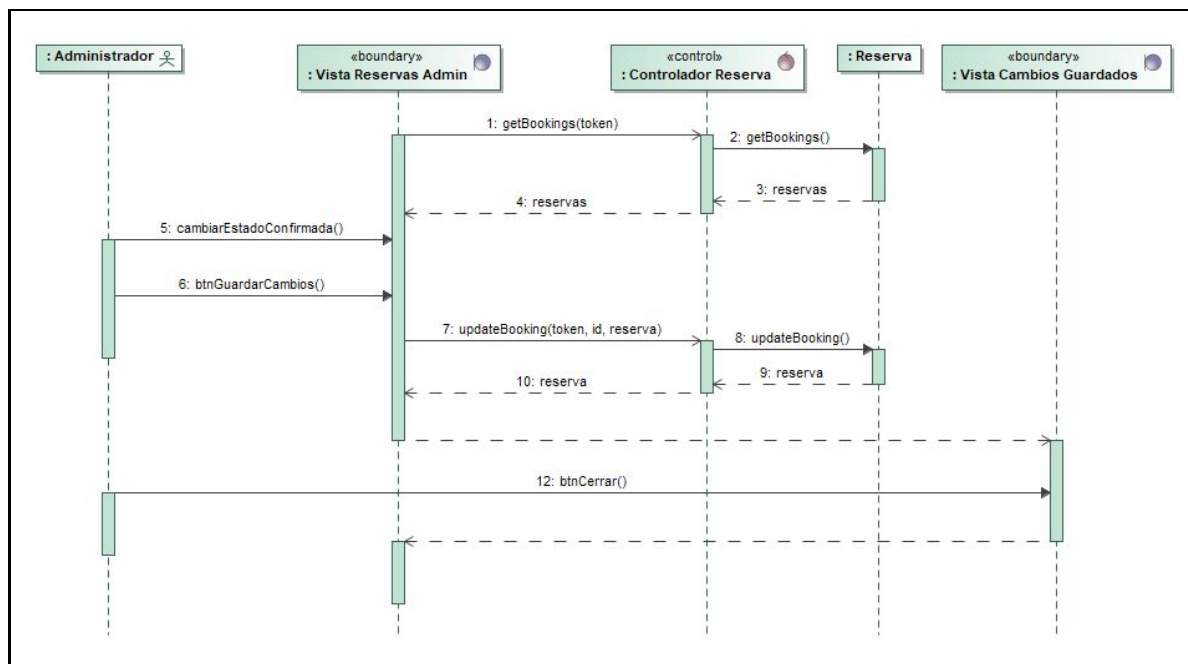 : Administrador
«boundary»
: Vista Reservas Admin
«control»
: Controlador Reserva
: Reserva
«boundary»
: Vista Cambios Guardados
1: getBookings(token)
2: getBookings()
3: reservas
4: reservas
5: cambiarEstadoConfirmada()
6: btnGuardarCambios()
7: updateBooking(token, id, reserva)
8: updateBooking()
9: reserva
10: reserva
12: btnCerrar()